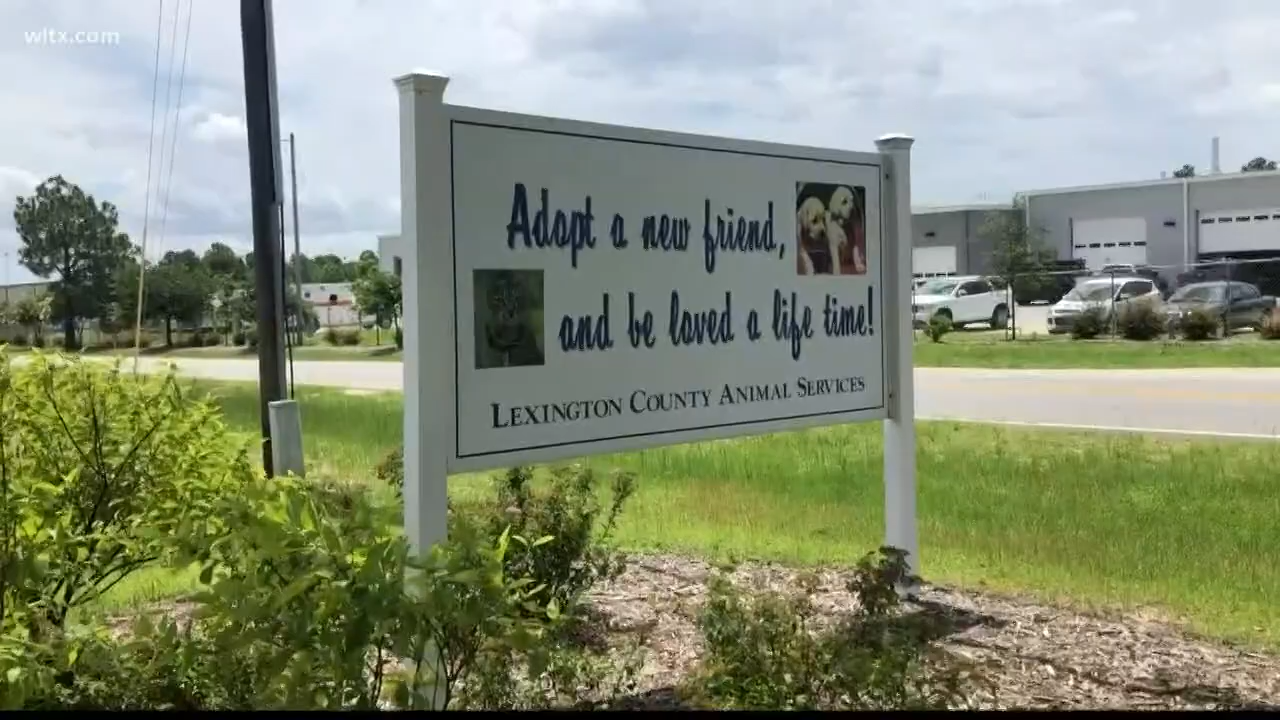 wltx.com
Adopt a new friend,
and be loved a life time!
LEXINGTON COUNTY ANIMAL SERVICES